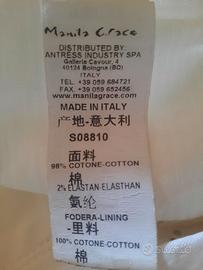 Manila Grace
DISTRIBUTED BY:
ANTRESS INDUSTRY SPA
Galleria Cavour, 4
40124 Bologna (BO)
ITALY
TEL. +39 059 684721
FAX +39 059 652456
www.manilagrace.com
MADE IN ITALY
产地-意大利
S08810
面料
98% COTONE-COTTON
棉
2% ELASTAN-ELASTHAN
氨纶
FODERA-LINING
-里料
100% COTONE-COTTON
棉
subito